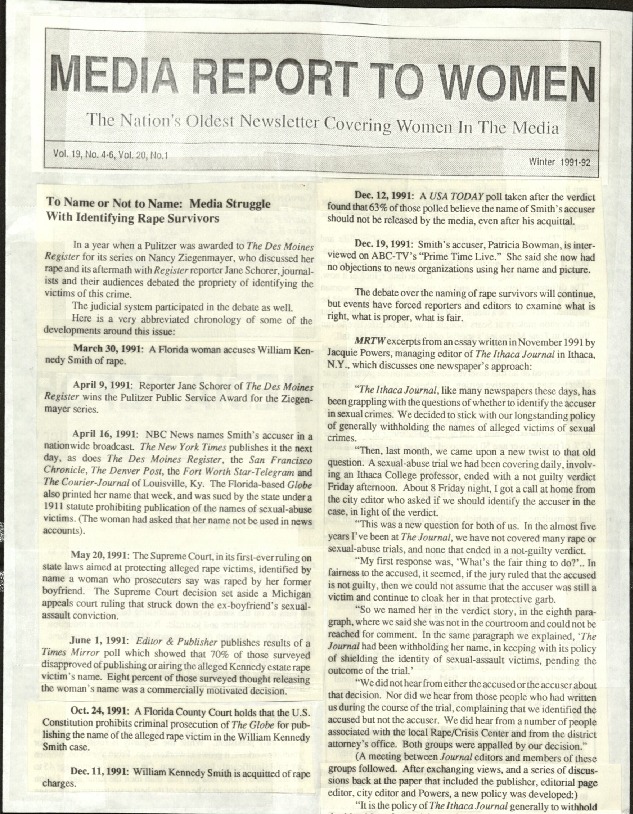 MEDIA REPORT TO WOMEN
The Nation's Oldest Newsletter Covering Women In The Media
Vol. 19, No. 4-6, Vol. 20, No.1
Winter 1991-92
To Name or Not to Name: Media Struggle
With Identifying Rape Survivors
In a year when a Pulitzer was awarded to The Des Moines
Register for its series on Nancy Ziegenmayer, who discussed her
rape and its aftermath with Register reporter Jane Schorer, journal-
ists and their audiences debated the propriety of identifying the
victims of this crime.
The judicial system participated in the debate as well.
Here is a very abbreviated chronology of some of the
developments around this issue:
March 30, 1991: A Florida woman accuses William Ken-
nedy Smith of rape.
April 9, 1991: Reporter Jane Schorer of The Des Moines
Register wins the Pulitzer Public Service Award for the Ziegen-
mayer series.
April 16, 1991: NBC News names Smith's accuser in a
nationwide broadcast. The New York Times publishes it the next
day, as does The Des Moines Register, the San Francisco
Chronicle, The Denver Post, the Fort Worth Star-Telegram and
The Courier-Journal of Louisville, Ky. The Florida-based Globe
also printed her name that week, and was sued by the state under a
1911 statute prohibiting publication of the names of sexual-abuse
victims. (The woman had asked that her name not be used in news
accounts).
May 20, 1991: The Supreme Court, in its first-ever ruling on
state laws aimed at protecting alleged rape victims, identified by
name a woman who prosecuters say was raped by her former
boyfriend. The Supreme Court decision set aside a Michigan
appeals court ruling that struck down the ex-boyfriend's sexual-
assault conviction.
June 1, 1991: Editor & Publisher publishes results of a
Times Mirror poll which showed that 70% of those surveyed
disapproved of publishing or airing the alleged Kennedy estate rape
victim's name. Eight percent of those surveyed thought releasing
the woman's name was a commercially motivated decision.
Oct. 24, 1991: A Florida County Court holds that the U.S.
Constitution prohibits criminal prosecution of The Globe for pub-
lishing the name of the alleged rape victim in the William Kennedy
Smith case.
Dec. 11, 1991: William Kennedy Smith is acquitted of rape
charges.
Dec. 12, 1991: A USA TODAY poll taken after the verdict
found that 63% of those polled believe the name of Smith's accuser
should not be released by the media, even after his acquittal.
Dec. 19, 1991: Smith's accuser, Patricia Bowman, is inter-
viewed on ABC-TV's "Prime Time Live." She said she now had
no objections to news organizations using her name and picture.
The debate over the naming of rape survivors will continue,
but events have forced reporters and editors to examine what is
right, what is proper, what is fair.
MRTW excerpts from an essay written in November 1991 by
Jacquie Powers, managing editor of The Ithaca Journal in Ithaca,
N.Y., which discusses one newspaper's approach:
"The Ithaca Journal, like many newspapers these days, has
been grappling with the questions of whether to identify the accuser
in sexual crimes. We decided to stick with our longstanding policy
of generally withholding the names of alleged victims of sexual
crimes.
"Then, last month, we came upon a new twist to that old
question. A sexual-abuse trial we had been covering daily, involv-
ing an Ithaca College professor, ended with a not guilty verdict
Friday afternoon. About 8 Friday night, I got a call at home from
the city editor who asked if we should identify the accuser in the
case, in light of the verdict.
"This was a new question for both of us. In the almost five
years I've been at The Journal, we have not covered many rape or
sexual-abuse trials, and none that ended in a not-guilty verdict.
"My first response was, 'What's the fair thing to do?'.. In
fairness to the accused, it seemed, if the jury ruled that the accused
is not guilty, then we could not assume that the accuser was still a
victim and continue to cloak her in that protective garb.
"So we named her in the verdict story, in the eighth para-
graph, where we said she was not in the courtroom and could not be
reached for comment. In the same paragraph we explained, 'The
Journal had been withholding her name, in keeping with its policy
of shielding the identity of sexual-assault victims, pending the
outcome of the trial.'
"We did not hear from either the accused or the accuser about
that decision. Nor did we hear from those people who had written
us during the course of the trial, complaining that we identified the
accused but not the accuser. We did hear from a number of people
associated with the local Rape/Crisis Center and from the district
attorney's office. Both groups were appalled by our decision."
(A meeting between Journal editors and members of these
groups followed. After exchanging views, and a series of discus-
sions back at the paper that included the publisher, editorial page
editor, city editor and Powers, a new policy was developed:)
"It is the policy of The Ithaca Journal generally to withhold